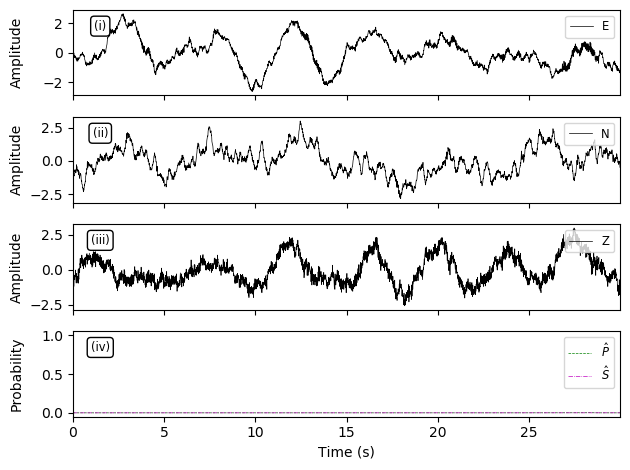 (i)
E
Amplitude
2
0
−2
(ii)
N
Amplitude
2.5
0.0
−2.5
(iii)
Z
Amplitude
2.5
0.0
−2.5
(iv)
P̂
Ŝ
Probability
1.0
0.5
0.0
0 5 10 15 20 25
Time (s)